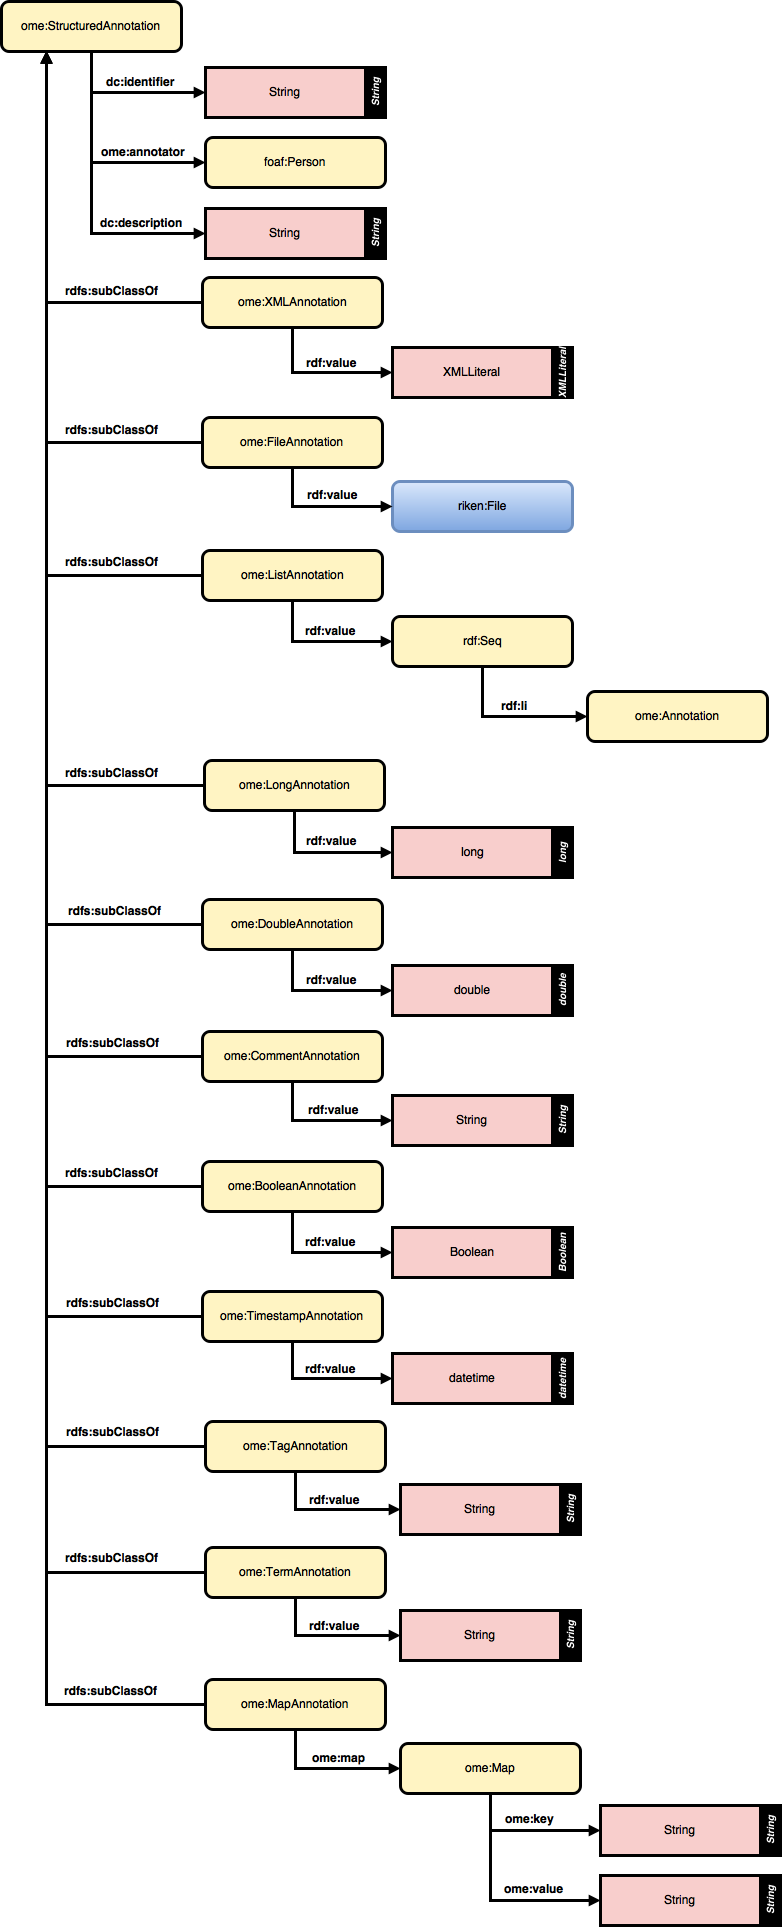 ome:StructuredAnnotation
dc:identifier
String
String
ome:annotator
foaf:Person
dc:description
String
String
rdfs:subClassOf
ome:XMLAnnotation
rdf:value
XMLLiteral
XMLLiteral
rdfs:subClassOf
ome:FileAnnotation
rdf:value
riken:File
rdfs:subClassOf
ome:ListAnnotation
rdf:value
rdf:Seq
rdf:li
ome:Annotation
rdfs:subClassOf
ome:LongAnnotation
rdf:value
long
long
rdfs:subClassOf
ome:DoubleAnnotation
rdf:value
double
double
rdfs:subClassOf
ome:CommentAnnotation
rdf:value
String
String
rdfs:subClassOf
ome:BooleanAnnotation
rdf:value
Boolean
Boolean
rdfs:subClassOf
ome:TimestampAnnotation
rdf:value
datetime
datetime
rdfs:subClassOf
ome:TagAnnotation
rdf:value
String
String
rdfs:subClassOf
ome:TermAnnotation
rdf:value
String
String
rdfs:subClassOf
ome:MapAnnotation
ome:map
ome:Map
ome:key
String
String
ome:value
String
String